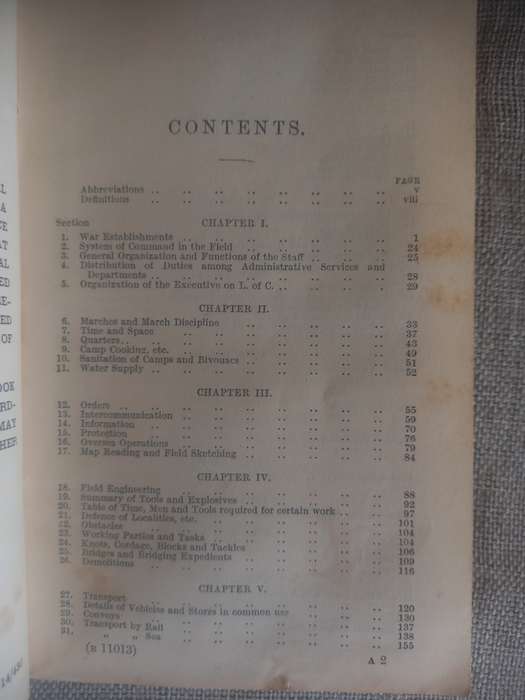 CONTENTS.
PAGE
Abbreviations .. .. .. .. .. .. .. .. v
Definitions .. .. .. .. .. .. .. .. viii
Section CHAPTER I.
1. War Establishments .. .. .. .. .. .. .. 1
2. System of Command in the Field .. .. .. .. .. 24
3. General Organization and Functions of the Staff .. .. .. 25
4. Distribution of Duties among Administrative Services and
Departments .. .. .. .. .. .. .. .. 28
5. Organization of the Executive on L. of C. .. .. .. .. 29
CHAPTER II.
6. Marches and March Discipline .. .. .. .. .. 33
7. Time and Space .. .. .. .. .. .. .. 37
8. Quarters.. .. .. .. .. .. .. .. 43
9. Camp Cooking, etc. .. .. .. .. .. .. .. 49
10. Sanitation of Camps and Bivouacs .. .. .. .. .. 51
11. Water Supply .. .. .. .. .. .. .. .. 52
CHAPTER III.
12. Orders .. .. .. .. .. .. .. .. 55
13. Intercommunication .. .. .. .. .. .. .. 59
14. Information .. .. .. .. .. .. .. .. 70
15. Protection .. .. .. .. .. .. .. .. 76
16. Oversea Operations .. .. .. .. .. .. .. 79
17. Map Reading and Field Sketching .. .. .. .. .. 84
CHAPTER IV.
18. Field Engineering .. .. .. .. .. .. .. 88
19. Summary of Tools and Explosives .. .. .. .. .. 92
20. Table of Time, Men and Tools required for certain work .. .. 97
21. Defence of Localities, etc. .. .. .. .. .. .. 101
22. Obstacles .. .. .. .. .. .. .. .. 104
23. Working Parties and Tasks .. .. .. .. .. .. 104
24. Knots, Cordage, Blocks and Tackles .. .. .. .. .. 106
25. Bridges and Bridging Expedients .. .. .. .. .. 109
26. Demolitions .. .. .. .. .. .. .. .. 116
CHAPTER V.
27. Transport .. .. .. .. .. .. .. .. 120
28. Details of Vehicles and Stores in common use .. .. .. 130
29. Convoys .. .. .. .. .. .. .. .. 137
30. Transport by Rail .. .. .. .. .. .. .. 138
31. „ „ Sea .. .. .. .. .. .. .. 155
(B 11013) A 2